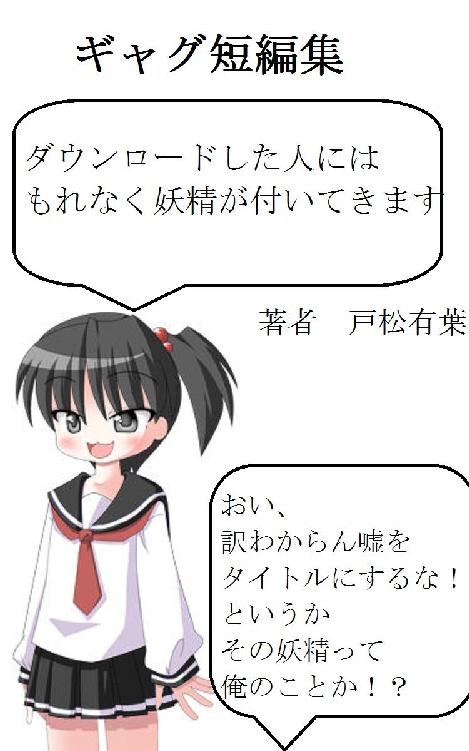 ギャグ短編集
ダウンロードした人には
もれなく妖精が付いてきます
著者　戸松有葉
おい、
訳わからん嘘を
タイトルにするな！
というか
その妖精って
俺のことか！？